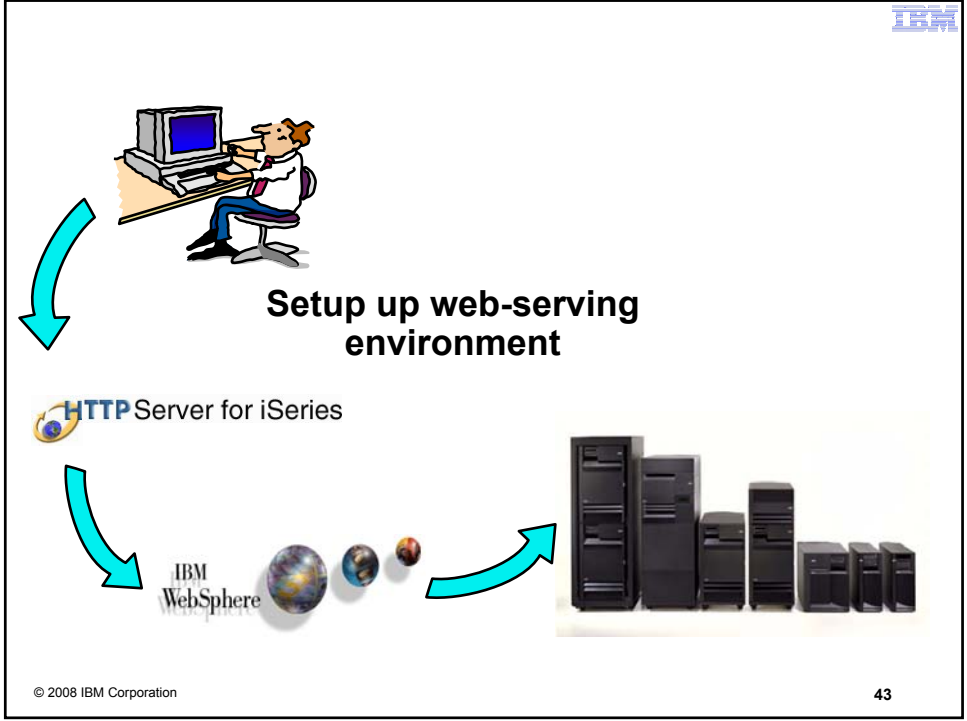 IBM
Setup up web-serving
environment
HTTP Server for iSeries
IBM
WebSphere
© 2008 IBM Corporation
43